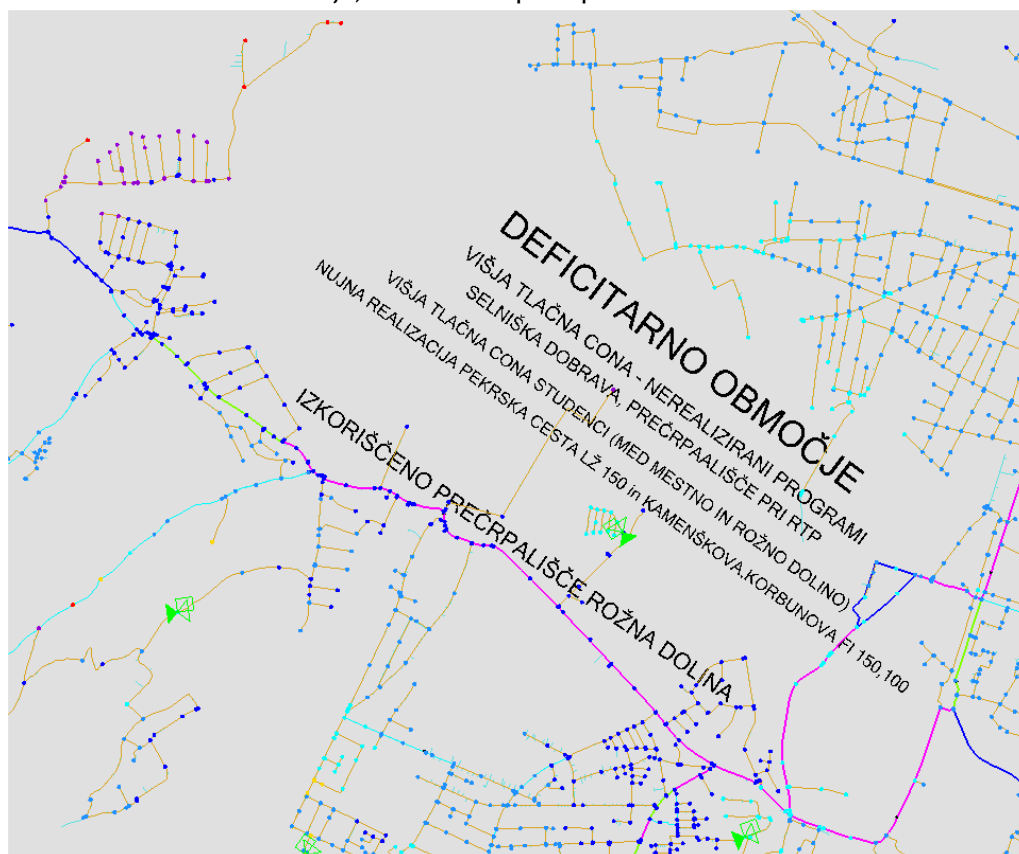 DEFICITARNO OBMOČJE
VIŠJA TLAČNA CONA - NEREALIZIRANI PROGRAMI
SELNIŠKA DOBRAVA, PREČRPAALIŠČE PRI RTP
VIŠJA TLAČNA CONA STUDENCI (MED MESTNO IN ROŽNO DOLINO)
NUJNA REALIZACIJA PEKRSKA CESTA LŽ 150 in KAMENŠKOVA,KORBUNOVA FI 150,100
IZKORIŠČENO PREČRPALIŠČE ROŽNA DOLINA